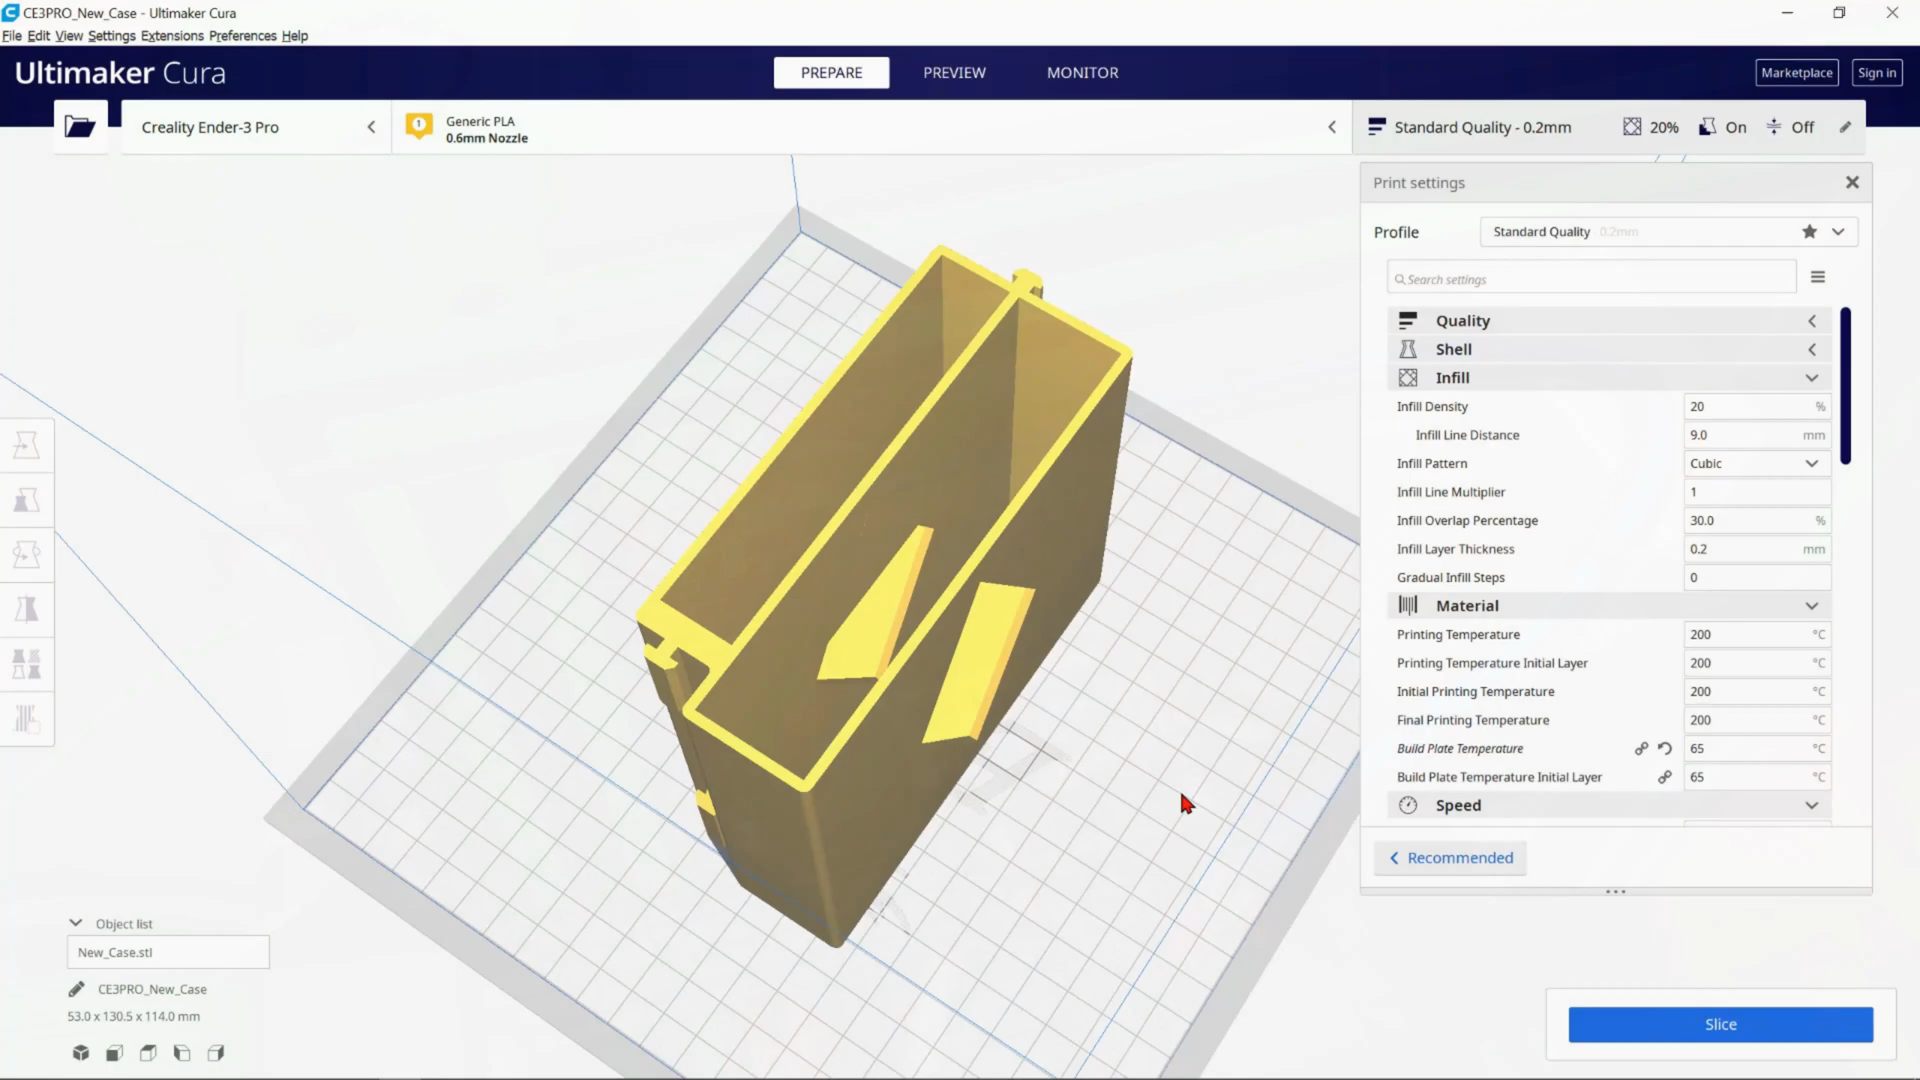 CE3PRO_New_Case - Ultimaker Cura
File Edit View Settings Extensions Preferences Help
Ultimaker Cura
PREPARE
PREVIEW
MONITOR
Marketplace
Sign in
Creality Ender-3 Pro
1
Generic PLA
0.6mm Nozzle
Standard Quality - 0.2mm
20%
On
Off
Print settings
Profile
Standard Quality 0.2mm
Search settings
Quality
Shell
Infill
Infill Density 20 %
Infill Line Distance 9.0 mm
Infill Pattern Cubic
Infill Line Multiplier 1
Infill Overlap Percentage 30.0 %
Infill Layer Thickness 0.2 mm
Gradual Infill Steps 0
Material
Printing Temperature 200 °C
Printing Temperature Initial Layer 200 °C
Initial Printing Temperature 200 °C
Final Printing Temperature 200 °C
Build Plate Temperature 65 °C
Build Plate Temperature Initial Layer 65 °C
Speed
Recommended
Object list
New_Case.stl
CE3PRO_New_Case
53.0 x 130.5 x 114.0 mm
Slice